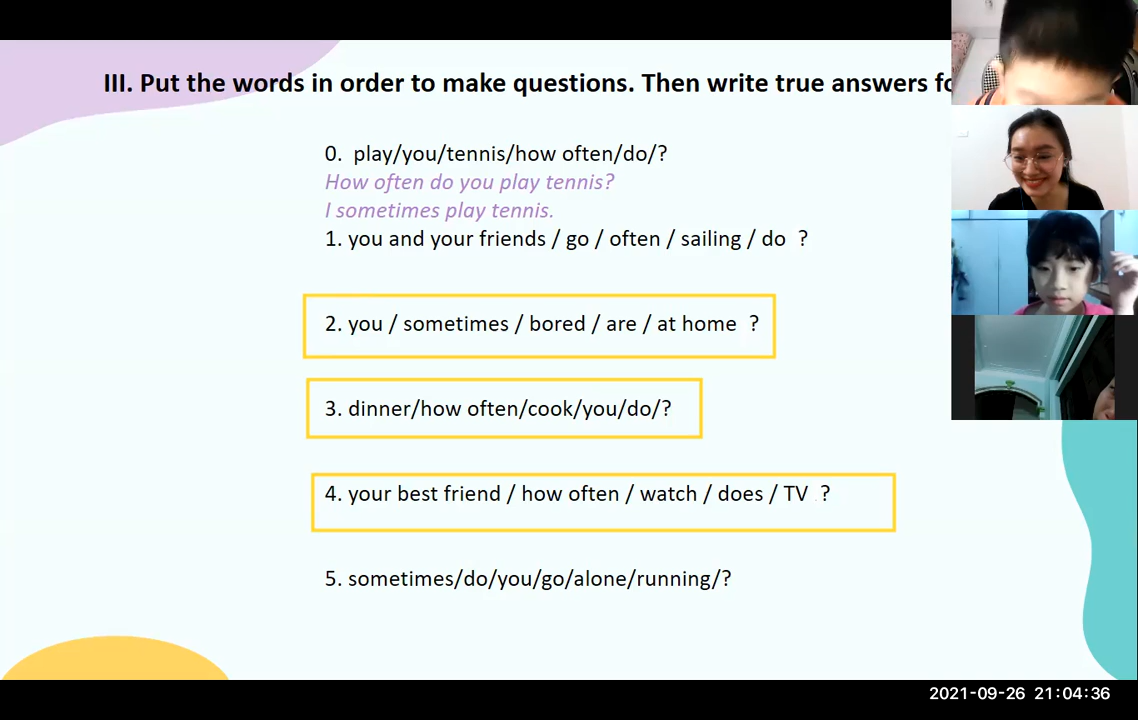 III. Put the words in order to make questions. Then write true answers fo
0. play/you/tennis/how often/do/?
How often do you play tennis?
I sometimes play tennis.
1. you and your friends / go / often / sailing / do ?
2. you / sometimes / bored / are / at home ?
3. dinner/how often/cook/you/do/?
4. your best friend / how often / watch / does / TV ?
5. sometimes/do/you/go/alone/running/?
2021-09-26 21:04:36